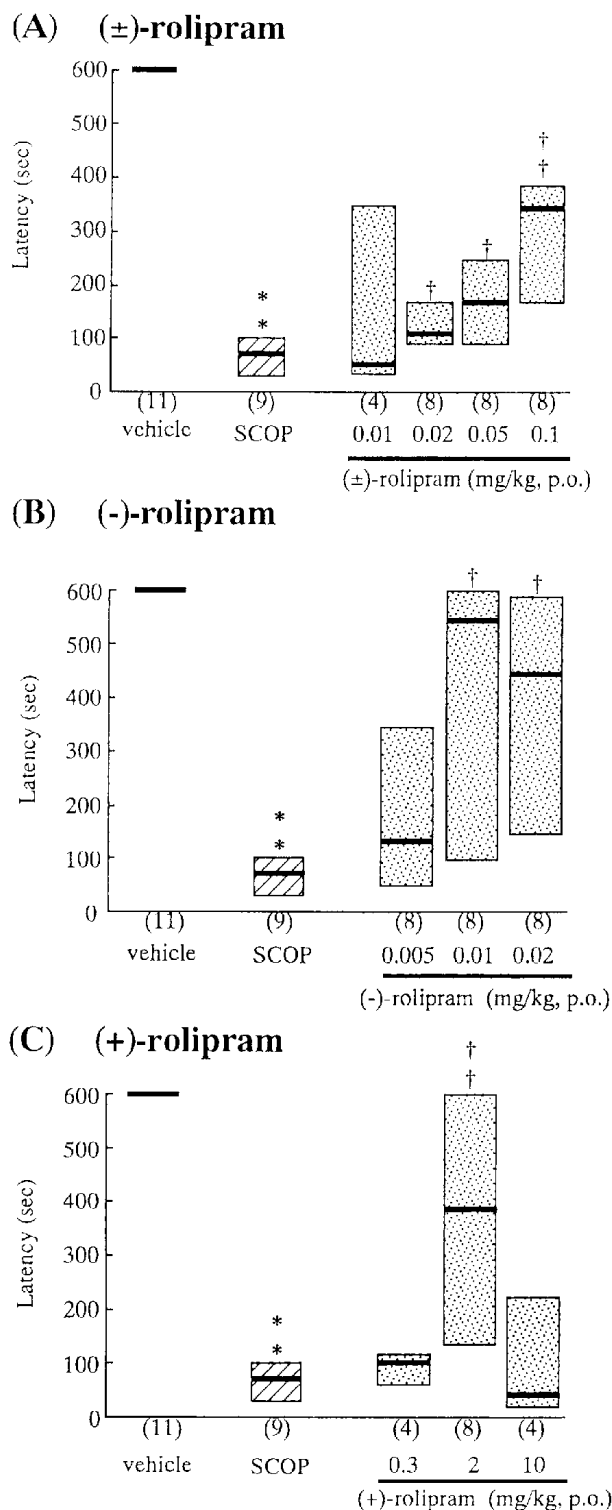 (A) (±)-rolipram
Latency (sec)
600
500
400
300
200
100
0
* *
†
†
† †
(11) (9) (4) (8) (8) (8)
vehicle SCOP 0.01 0.02 0.05 0.1
(±)-rolipram (mg/kg, p.o.)
(B) (-)-rolipram
Latency (sec)
600
500
400
300
200
100
0
* *
†
†
(11) (9) (8) (8) (8)
vehicle SCOP 0.005 0.01 0.02
(-)-rolipram (mg/kg, p.o.)
(C) (+)-rolipram
Latency (sec)
600
500
400
300
200
100
0
* *
† †
(11) (9) (4) (8) (4)
vehicle SCOP 0.3 2 10
(+)-rolipram (mg/kg, p.o.)